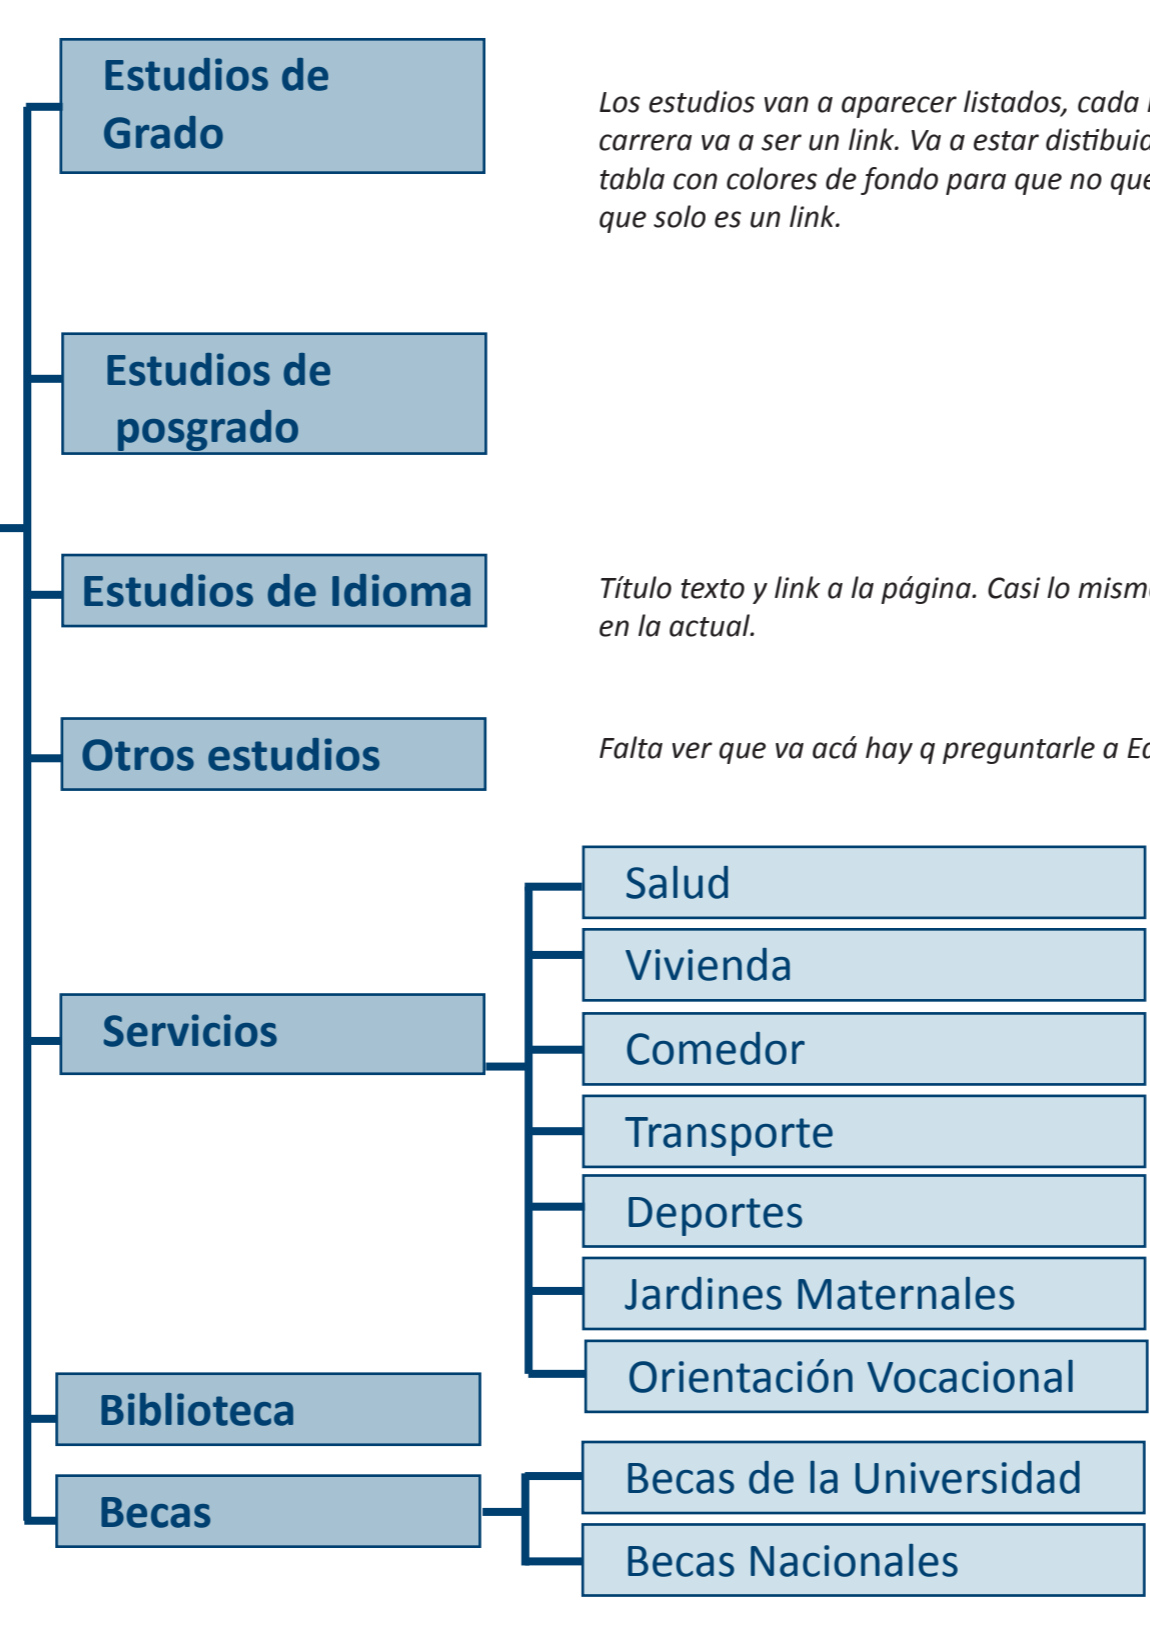 Estudios de
Grado
Los estudios van a aparecer listados, cada
carrera va a ser un link. Va a estar distibuid
tabla con colores de fondo para que no que
que solo es un link.
Estudios de
posgrado
Estudios de Idioma
Título texto y link a la página. Casi lo mism
en la actual.
Otros estudios
Falta ver que va acá hay q preguntarle a
Servicios
Salud
Vivienda
Comedor
Transporte
Deportes
Jardines Maternales
Orientación Vocacional
Biblioteca
Becas
Becas de la Universidad
Becas Nacionales